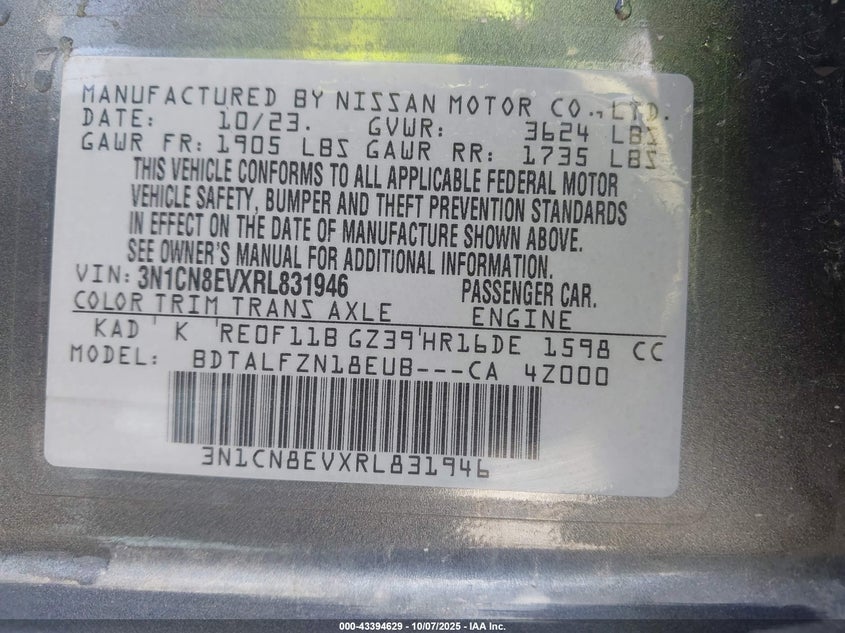 MANUFACTURED BY NISSAN MOTOR CO., LTD.
DATE: 10/23. GVWR: 3624 LBS
GAWR FR: 1905 LBS GAWR RR: 1735 LBS
THIS VEHICLE CONFORMS TO ALL APPLICABLE FEDERAL MOTOR
VEHICLE SAFETY, BUMPER AND THEFT PREVENTION STANDARDS
IN EFFECT ON THE DATE OF MANUFACTURE SHOWN ABOVE.
SEE OWNER'S MANUAL FOR ADDITIONAL INFORMATION.
VIN: 3N1CN8EVXRL831946 PASSENGER CAR.
COLOR TRIM TRANS AXLE ENGINE
KAD K RE0F11B GZ39 HR16DE 1598 CC
MODEL: BDTALFZN18EUB---CA 4Z000
3N1CN8EVXRL831946
000-43394629 - 10/07/2025 - IAA Inc.